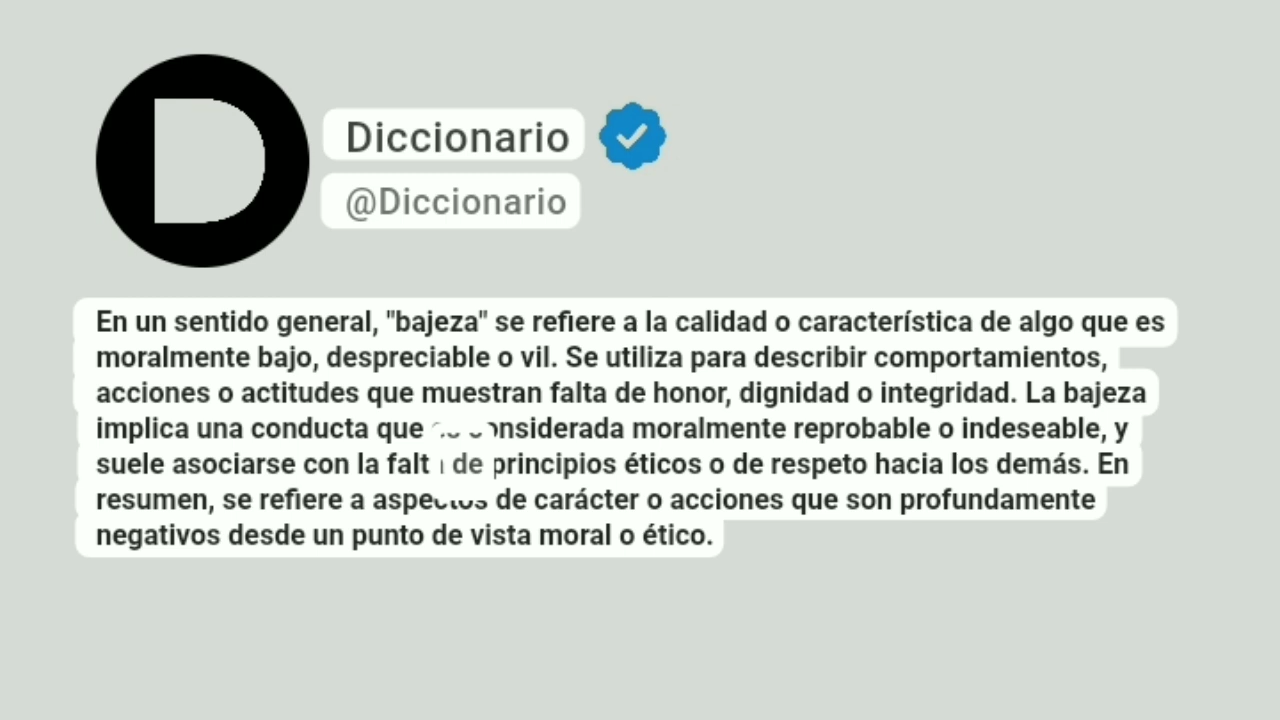 D
Diccionario
@Diccionario
En un sentido general, "bajeza" se refiere a la calidad o característica de algo que es
moralmente bajo, despreciable o vil. Se utiliza para describir comportamientos,
acciones o actitudes que muestran falta de honor, dignidad o integridad. La bajeza
implica una conducta que considerada moralmente reprobable o indeseable, y
suele asociarse con la falta de principios éticos o de respeto hacia los demás. En
resumen, se refiere a aspectos de carácter o acciones que son profundamente
negativos desde un punto de vista moral o ético.